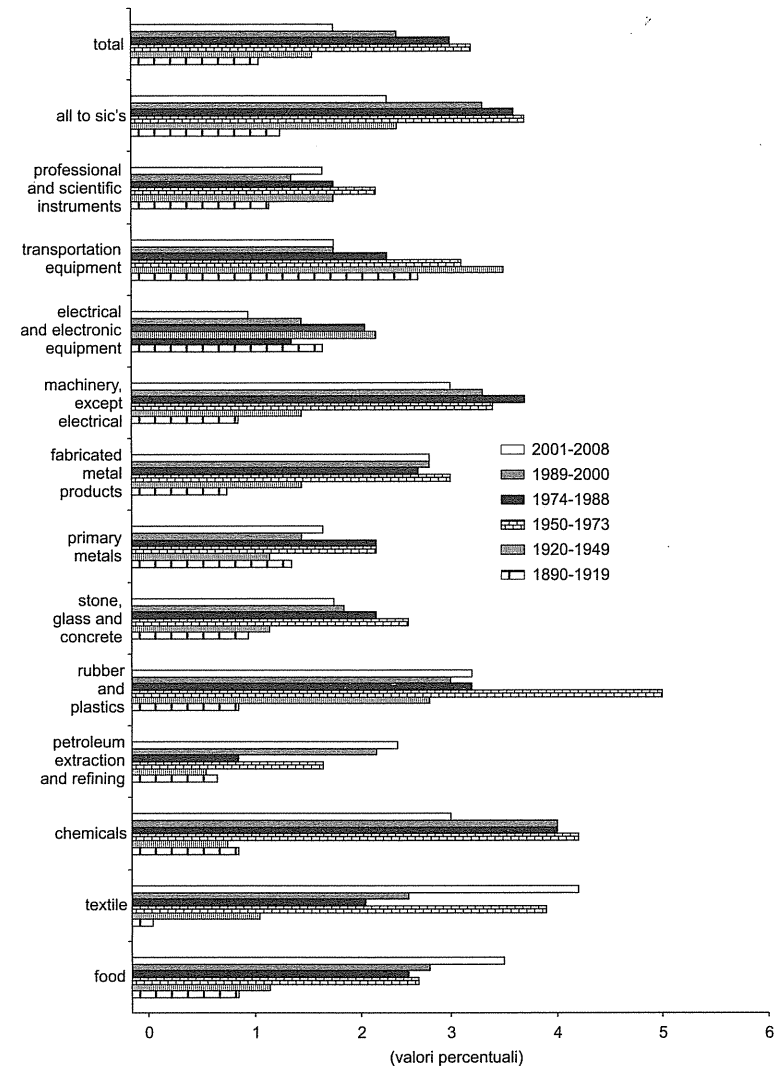 total
all to sic's
professional
and scientific
instruments
transportation
equipment
electrical
and electronic
equipment
machinery,
except
electrical
fabricated
metal
products
primary
metals
stone,
glass and
concrete
rubber
and
plastics
petroleum
extraction
and refining
chemicals
textile
food
2001-2008
1989-2000
1974-1988
1950-1973
1920-1949
1890-1919
0 1 2 3 4 5 6
(valori percentuali)